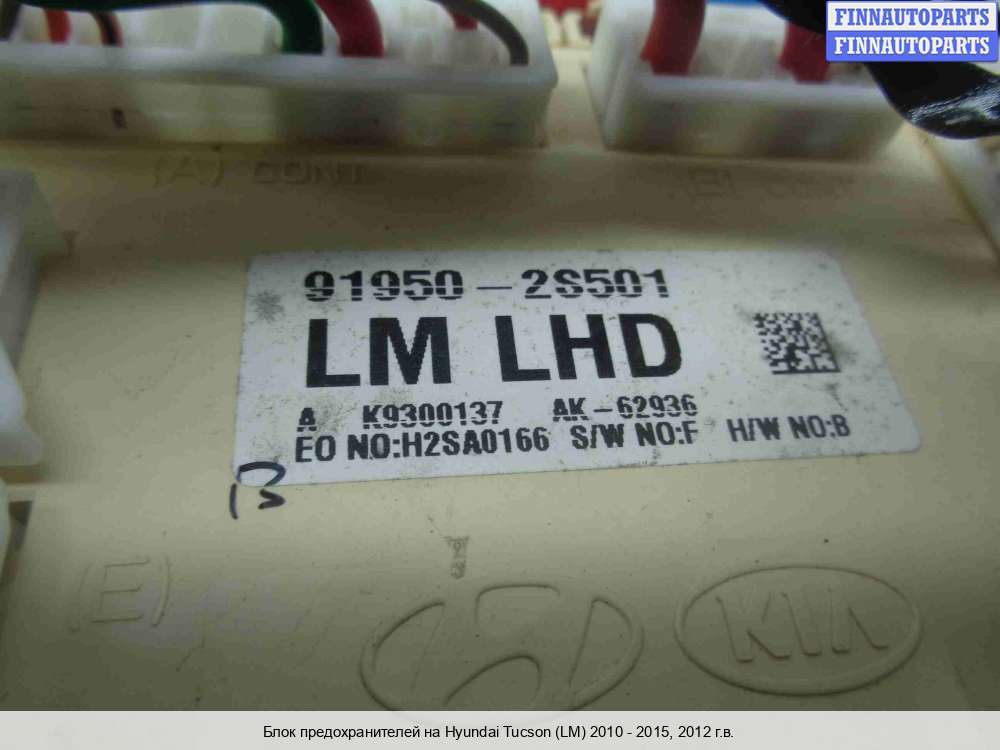 FINNAUTOPARTS
FINNAUTOPARTS
(A) CONT
91950-2S501
LM LHD
A K9300137 AK-62936
EO NO:H2SA0166 S/W NO:F H/W NO:B
(E)
KIA
Блок предохранителей на Hyundai Tucson (LM) 2010 - 2015, 2012 г.в.